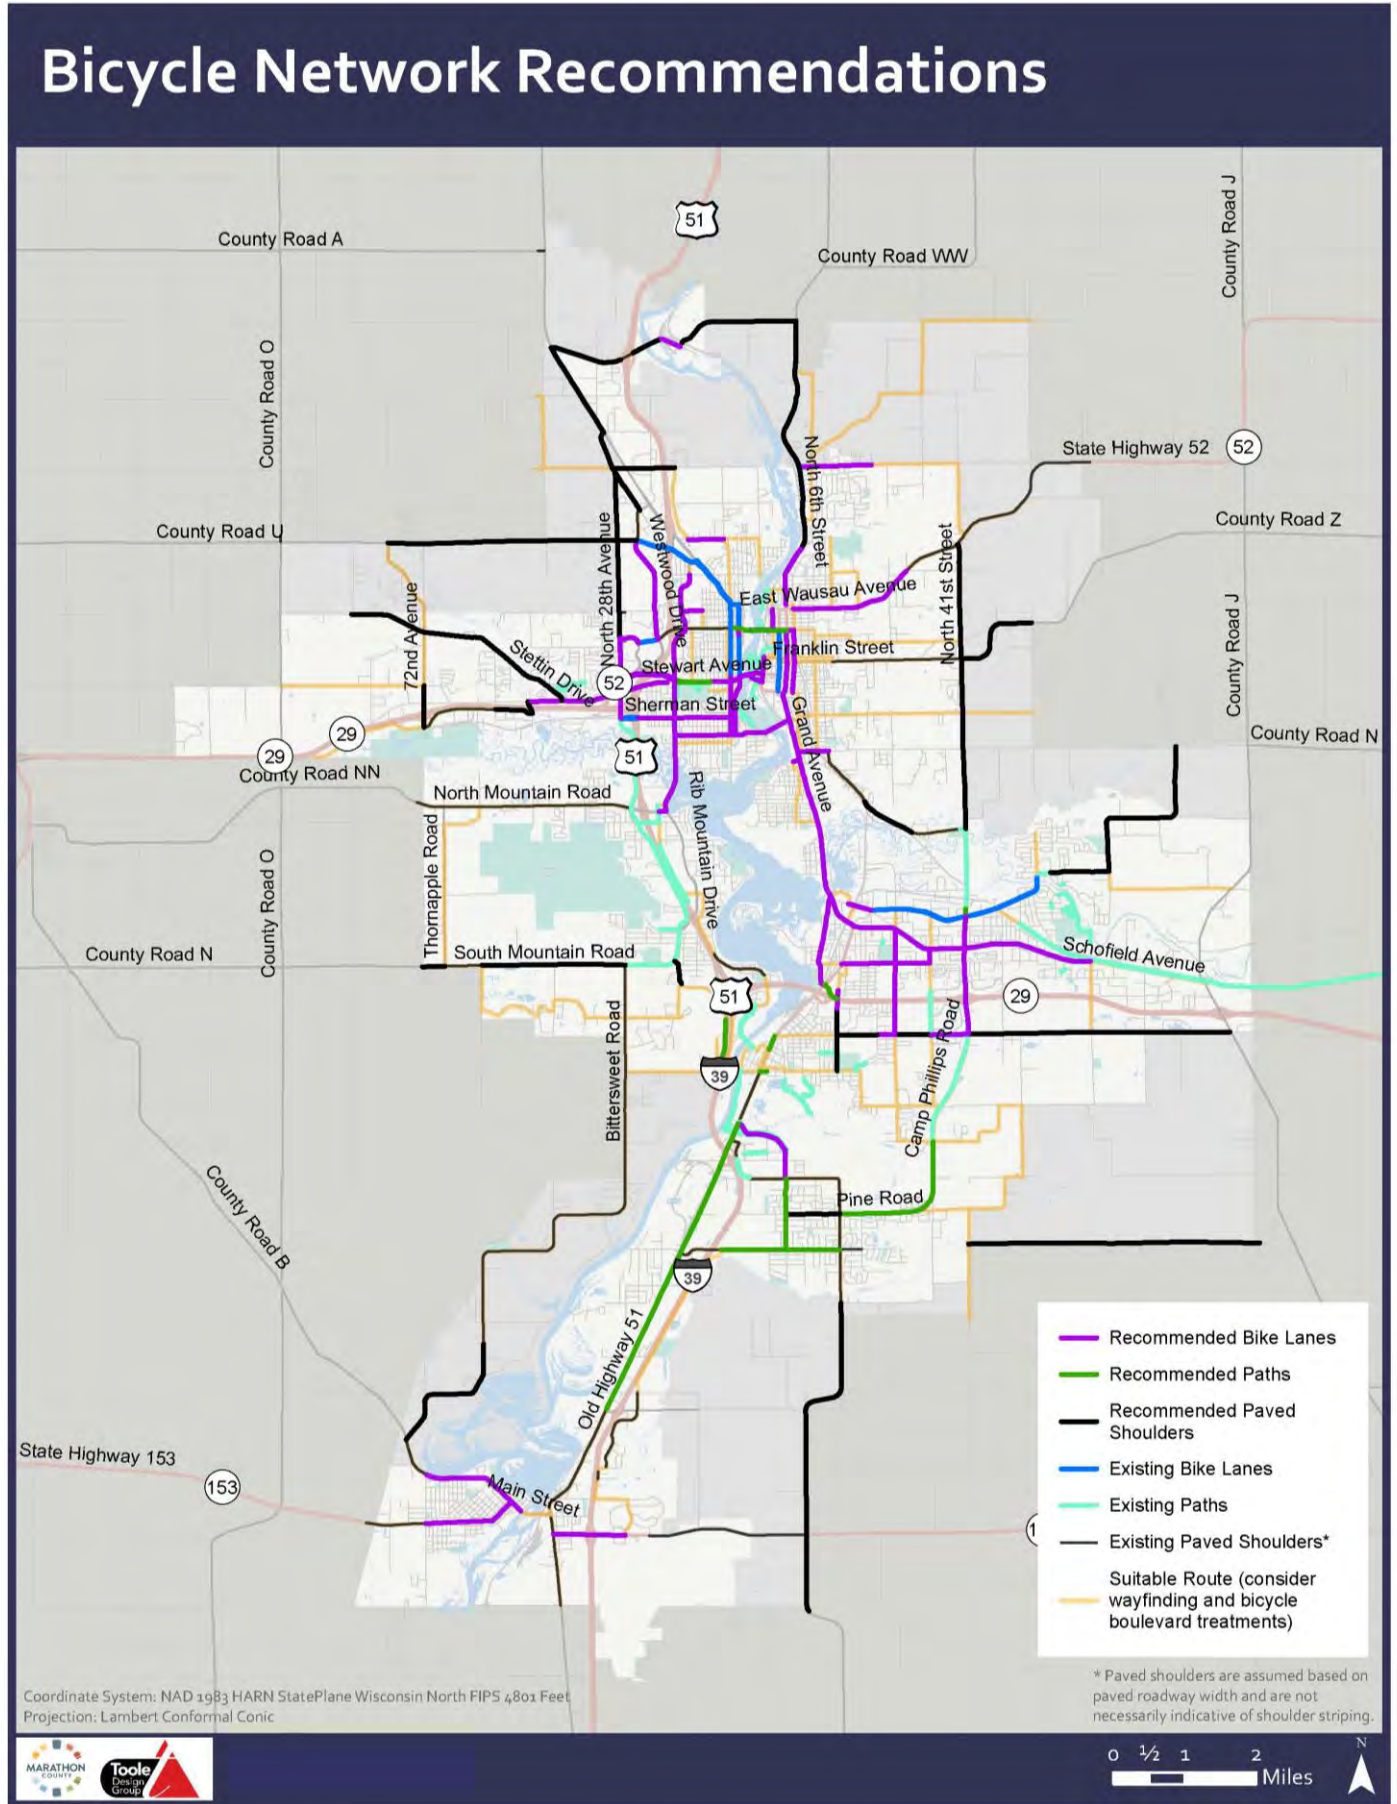 Bicycle Network Recommendations
51
County Road J
County Road A
County Road WW
County Road O
North 6th Street
State Highway 52
52
County Road U
North 28th Avenue
Westwood Drive
County Road Z
North 41st Street
72nd Avenue
East Wausau Avenue
County Road J
Stettin Drive
Franklin Street
Stewart Avenue
52
Sherman Street
Grand Avenue
29
29
51
County Road N
County Road NN
North Mountain Road
Rib Mountain Drive
Thornapple Road
County Road O
County Road N
South Mountain Road
Schofield Avenue
51
29
Bittersweet Road
39
Camp Phillips Road
County Road B
Pine Road
39
Old Highway 51
State Highway 153
153
Main Street
1
Recommended Bike Lanes
Recommended Paths
Recommended Paved
Shoulders
Existing Bike Lanes
Existing Paths
Existing Paved Shoulders*
Suitable Route (consider
wayfinding and bicycle
boulevard treatments)
* Paved shoulders are assumed based on
paved roadway width and are not
necessarily indicative of shoulder striping.
Coordinate System: NAD 1983 HARN StatePlane Wisconsin North FIPS 4801 Feet
Projection: Lambert Conformal Conic
MARATHON
COUNTY
Toole
Design
Group
0 ½ 1 2
Miles
N